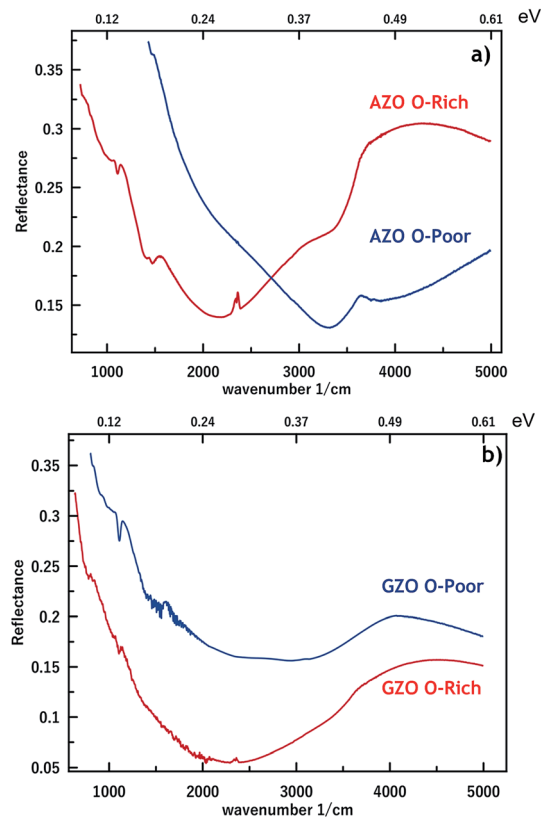 0.12 0.24 0.37 0.49 0.61 eV
a)
0.35
AZO O-Rich
0.3
0.25
Reflectance
AZO O-Poor
0.2
0.15
1000 2000 3000 4000 5000
wavenumber 1/cm
0.12 0.24 0.37 0.49 0.61 eV
b)
0.35
0.3
0.25
GZO O-Poor
Reflectance
0.2
0.15
GZO O-Rich
0.1
0.05
1000 2000 3000 4000 5000
wavenumber 1/cm